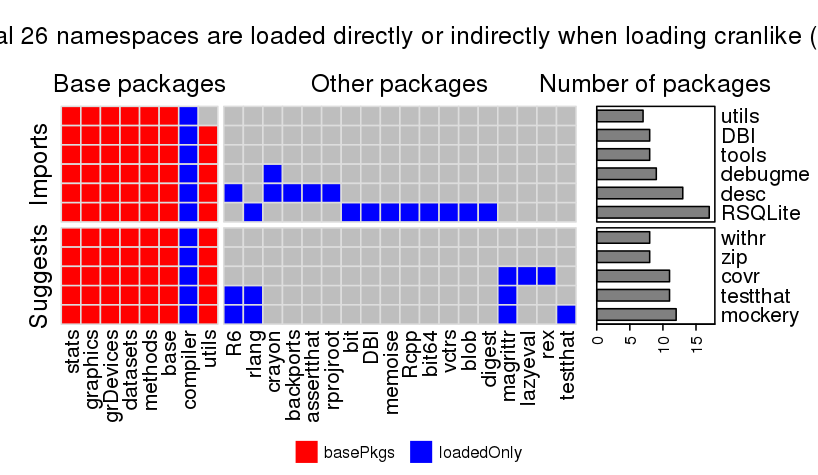 al 26 namespaces are loaded directly or indirectly when loading cranlike (
Base packages
Other packages
Number of packages
Imports
utils
DBI
tools
debugme
desc
RSQLite
Suggests
withr
zip
covr
testthat
mockery
stats
graphics
grDevices
datasets
methods
base
compiler
utils
R6
rlang
crayon
backports
assertthat
rprojroot
bit
DBI
memoise
Rcpp
bit64
vctrs
blob
digest
magrittr
lazyeval
rex
testthat
0
5
10
15
basePkgs
loadedOnly